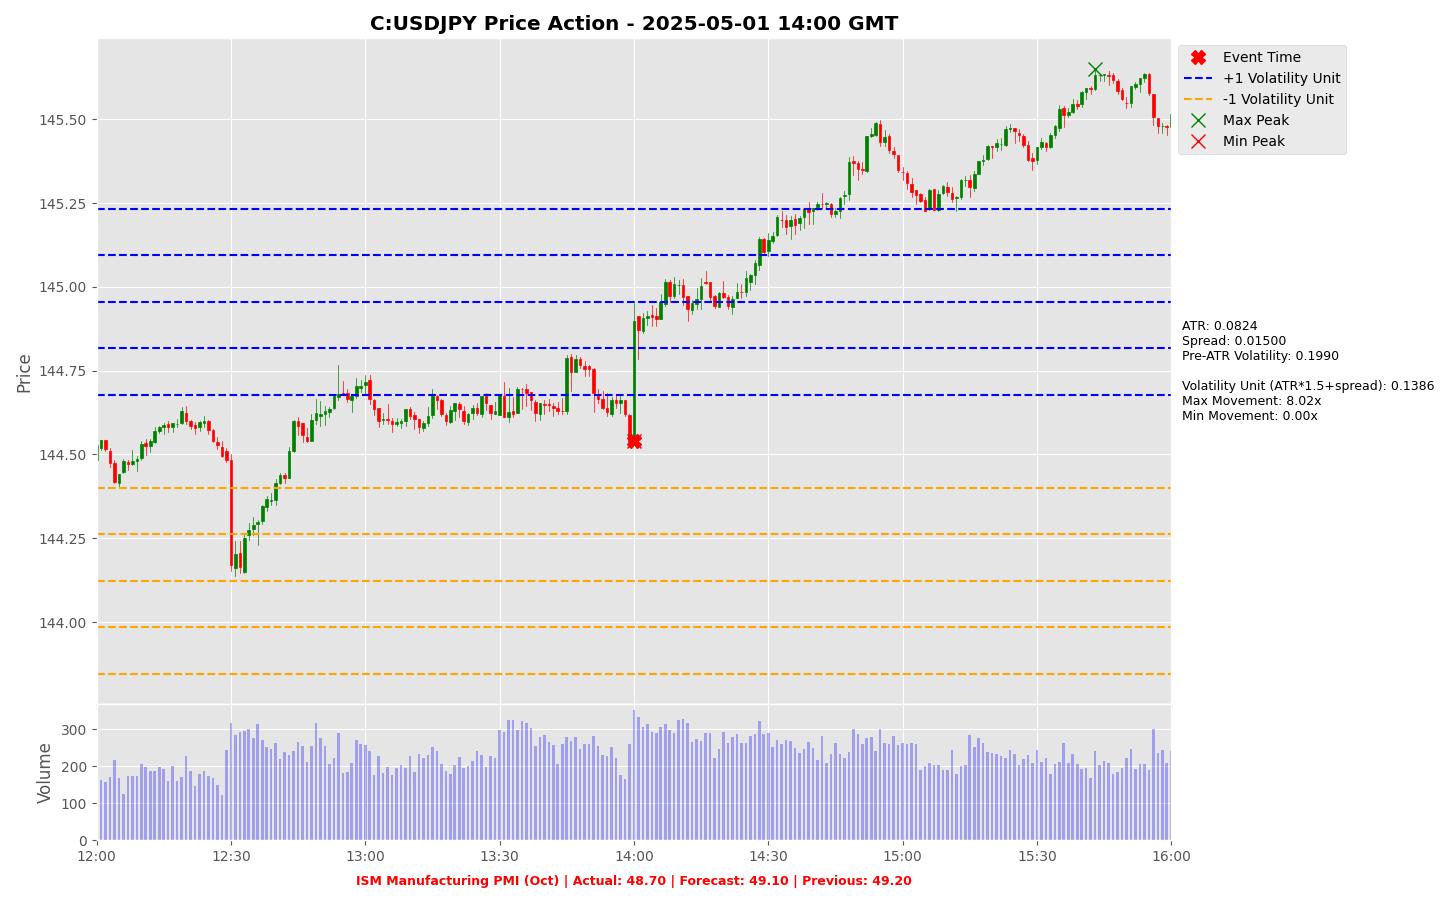 C:USDJPY Price Action - 2025-05-01 14:00 GMT
Event Time
+1 Volatility Unit
-1 Volatility Unit
Max Peak
Min Peak
Price
145.50
145.25
145.00
144.75
144.50
144.25
144.00
ATR: 0.0824
Spread: 0.01500
Pre-ATR Volatility: 0.1990
Volatility Unit (ATR*1.5+spread): 0.1386
Max Movement: 8.02x
Min Movement: 0.00x
Volume
300
200
100
0
12:00 12:30 13:00 13:30 14:00 14:30 15:00 15:30 16:00
ISM Manufacturing PMI (Oct) | Actual: 48.70 | Forecast: 49.10 | Previous: 49.20